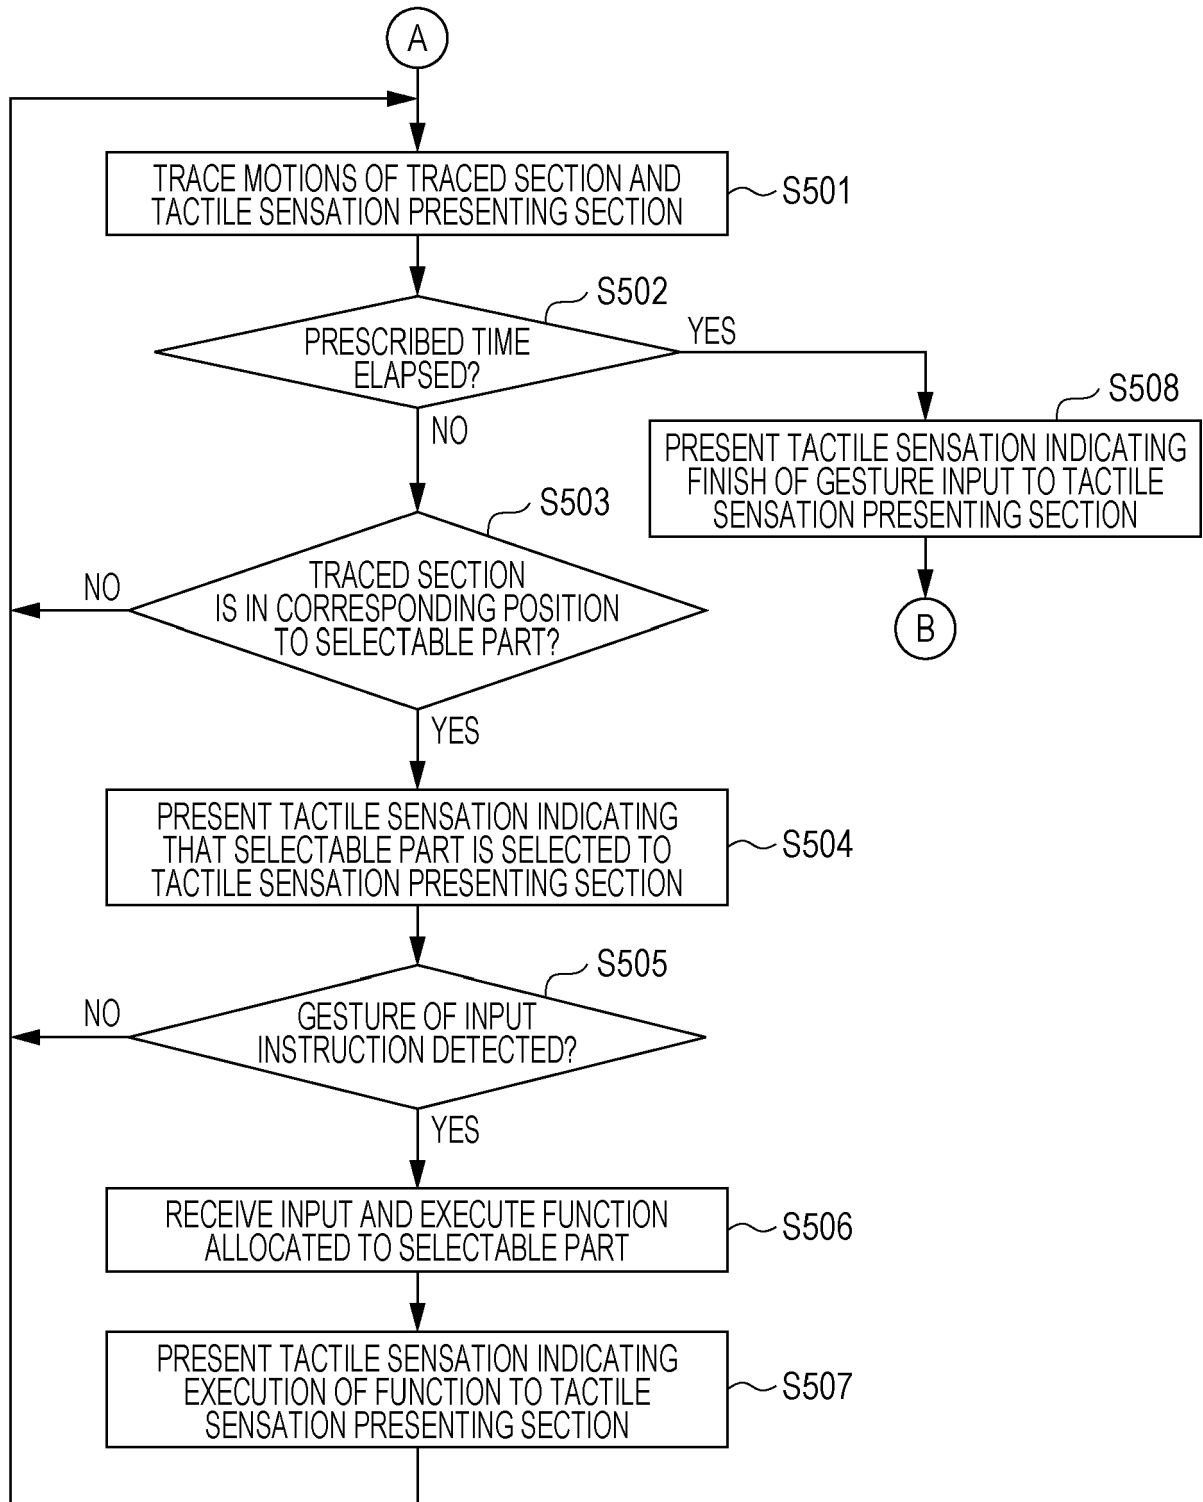 A
TRACE MOTIONS OF TRACED SECTION AND
TACTILE SENSATION PRESENTING SECTION
S501
S502
PRESCRIBED TIME
ELAPSED?
YES
NO
S508
PRESENT TACTILE SENSATION INDICATING
FINISH OF GESTURE INPUT TO TACTILE
SENSATION PRESENTING SECTION
B
S503
TRACED SECTION
IS IN CORRESPONDING POSITION
TO SELECTABLE PART?
NO
YES
PRESENT TACTILE SENSATION INDICATING
THAT SELECTABLE PART IS SELECTED TO
TACTILE SENSATION PRESENTING SECTION
S504
S505
GESTURE OF INPUT
INSTRUCTION DETECTED?
NO
YES
RECEIVE INPUT AND EXECUTE FUNCTION
ALLOCATED TO SELECTABLE PART
S506
PRESENT TACTILE SENSATION INDICATING
EXECUTION OF FUNCTION TO TACTILE
SENSATION PRESENTING SECTION
S507